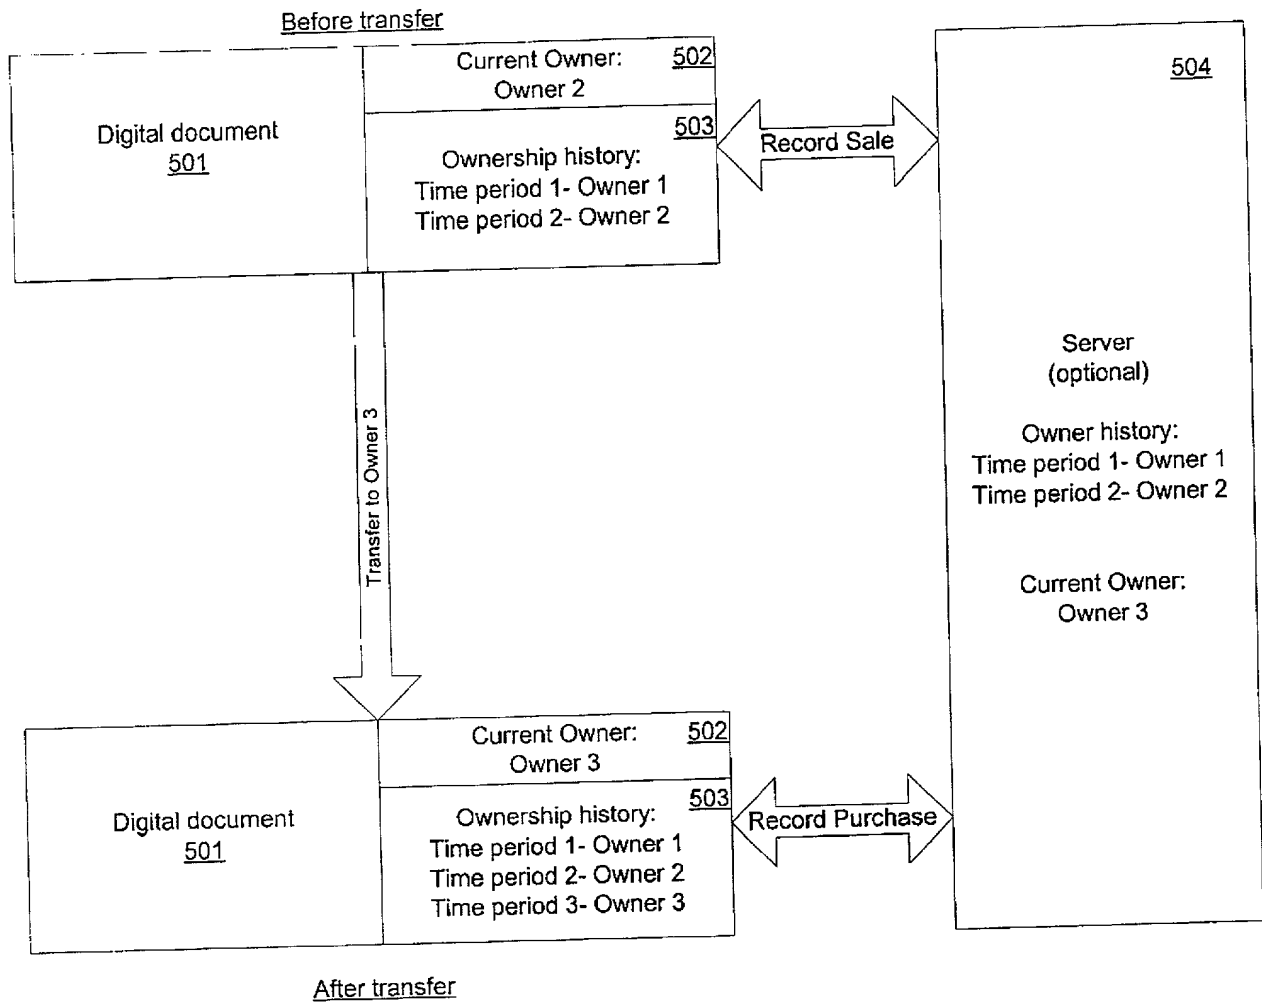 Before transfer
Digital document
501
Current Owner:
502
Owner 2
503
Ownership history:
Time period 1- Owner 1
Time period 2- Owner 2
Record Sale
504
Server
(optional)
Owner history:
Time period 1- Owner 1
Time period 2- Owner 2
Current Owner:
Owner 3
Transfer to Owner 3
Digital document
501
Current Owner:
502
Owner 3
503
Ownership history:
Time period 1- Owner 1
Time period 2- Owner 2
Time period 3- Owner 3
Record Purchase
After transfer